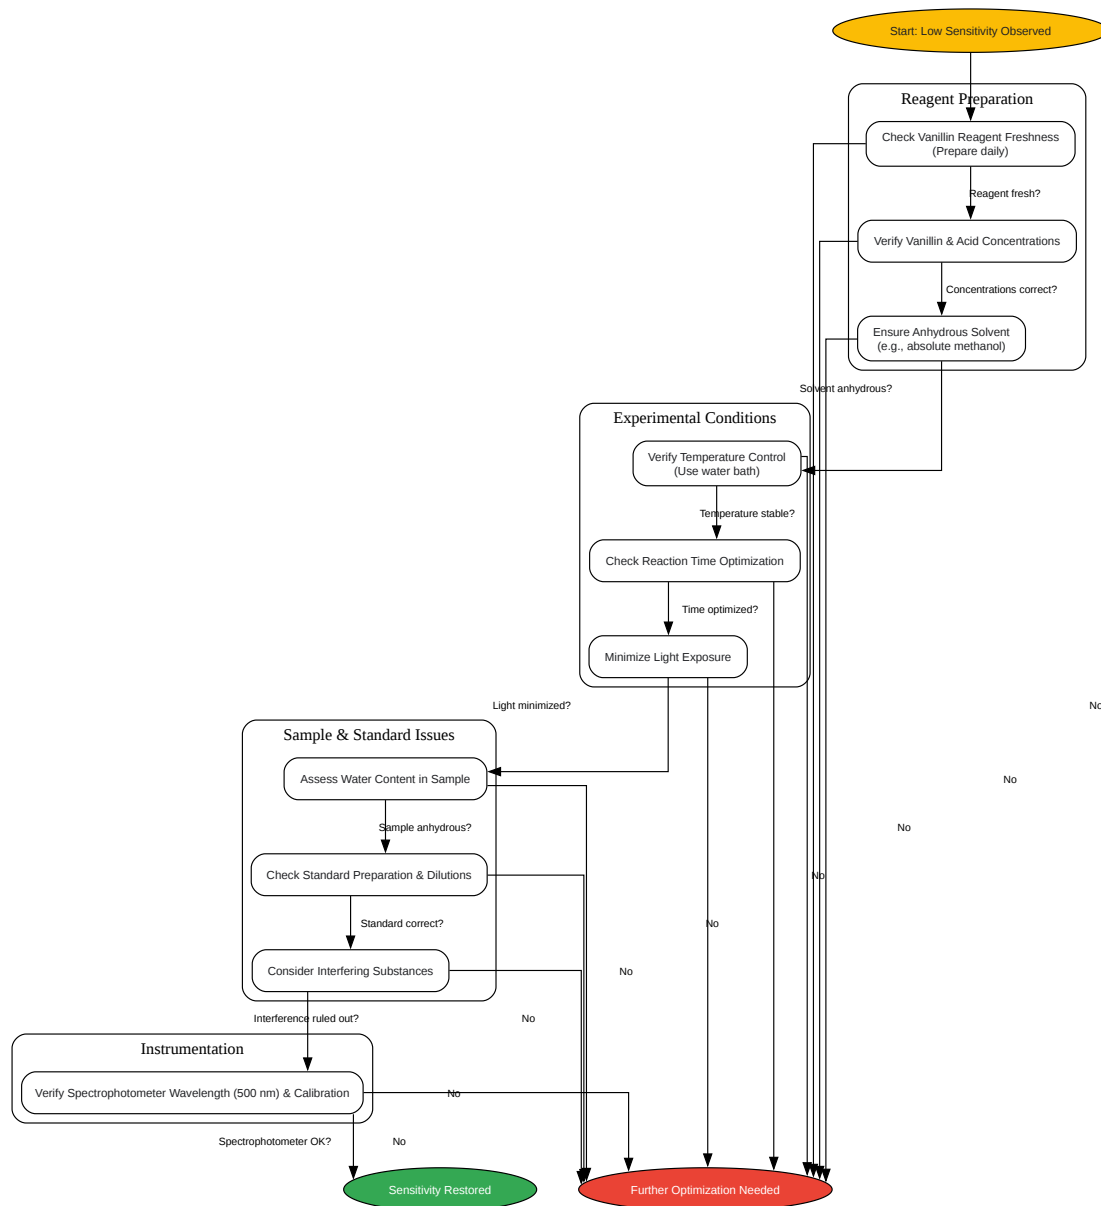 Start: Low Sensitivity Observed
Reagent Preparation
Check Vanillin Reagent Freshness
(Prepare daily)
Reagent fresh?
Verify Vanillin & Acid Concentrations
Concentrations correct?
Ensure Anhydrous Solvent
(e.g., absolute methanol)
Solvent anhydrous?
Experimental Conditions
Verify Temperature Control
(Use water bath)
Temperature stable?
Check Reaction Time Optimization
Time optimized?
Minimize Light Exposure
Light minimized?
No
Sample & Standard Issues
Assess Water Content in Sample
No
Sample anhydrous?
No
Check Standard Preparation & Dilutions
No
Standard correct?
No
Consider Interfering Substances
No
Interference ruled out?
No
Instrumentation
Verify Spectrophotometer Wavelength (500 nm) & Calibration
No
Spectrophotometer OK?
No
Sensitivity Restored
Further Optimization Needed